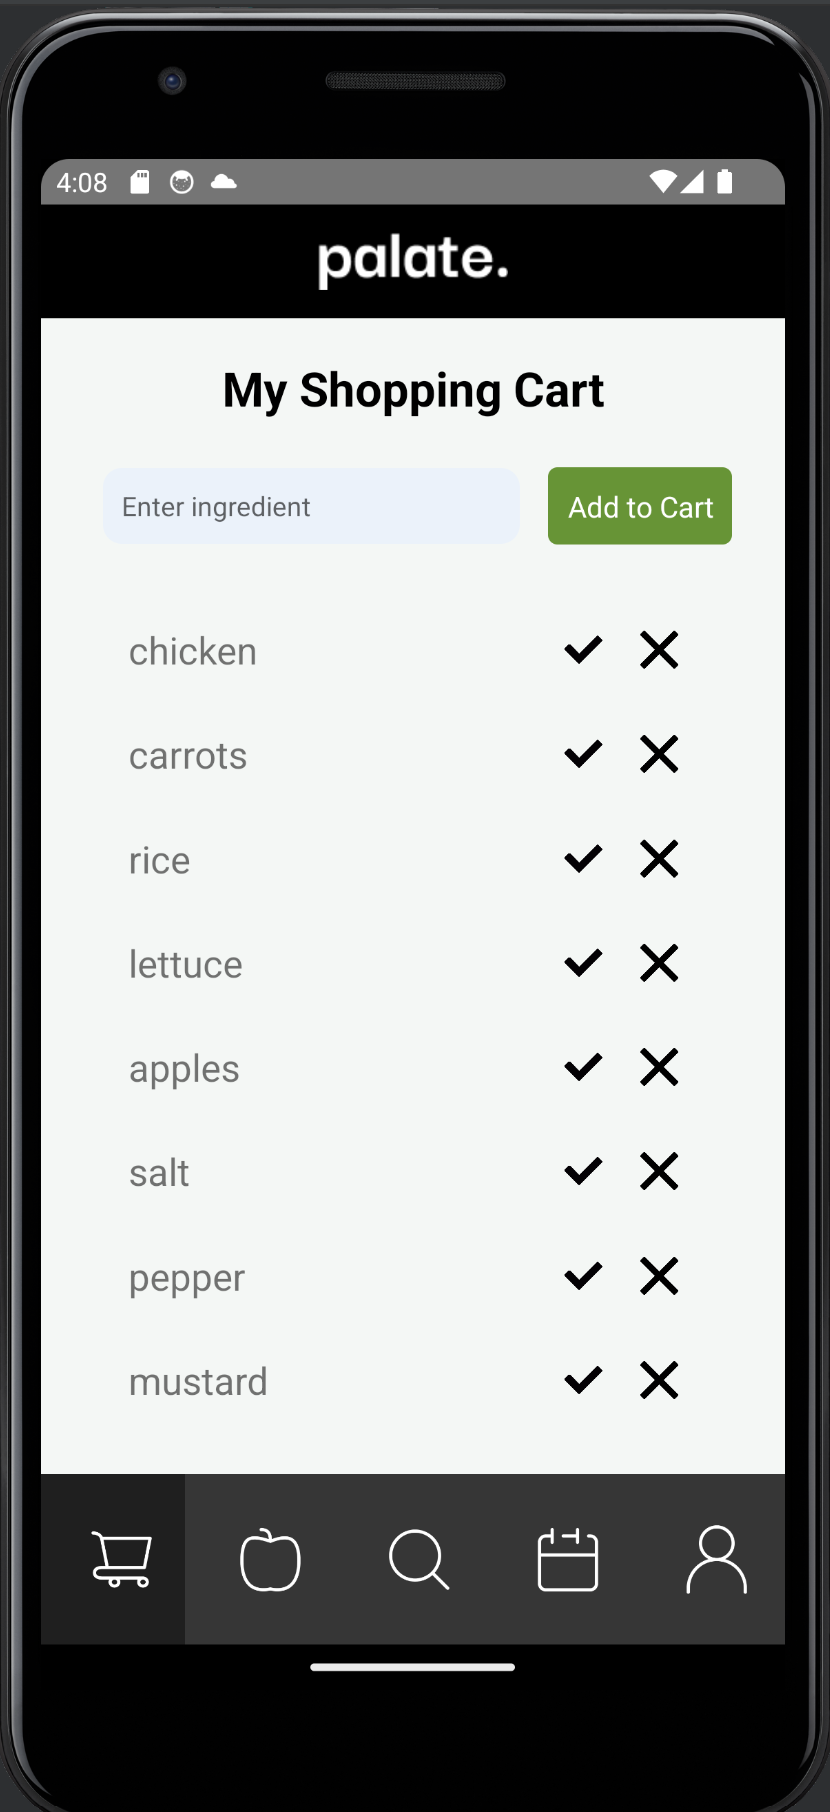 4:08
palate.
My Shopping Cart
Enter ingredient
Add to Cart
chicken
carrots
rice
lettuce
apples
salt
pepper
mustard